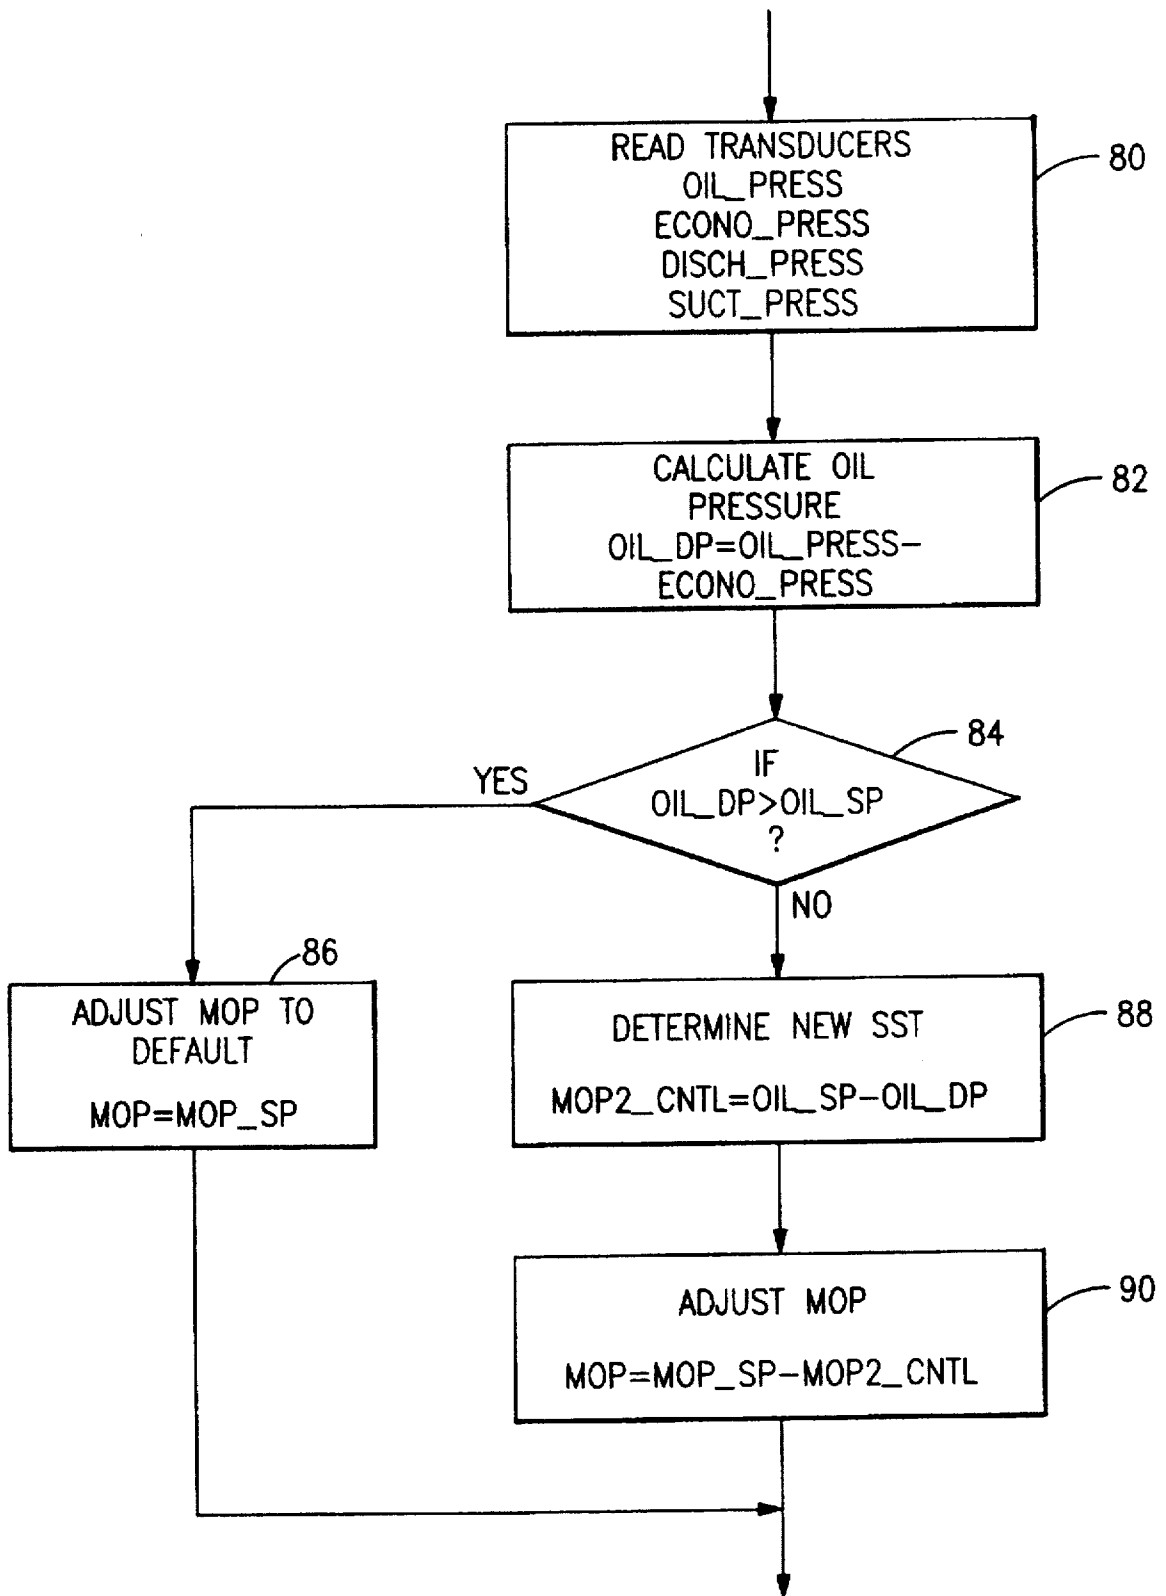 READ TRANSDUCERS
OIL_PRESS
ECONO_PRESS
DISCH_PRESS
SUCT_PRESS
80
CALCULATE OIL
PRESSURE
OIL_DP=OIL_PRESS-
ECONO_PRESS
82
IF
OIL_DP>OIL_SP
?
84
YES
NO
86
ADJUST MOP TO
DEFAULT
MOP=MOP_SP
DETERMINE NEW SST
MOP2_CNTL=OIL_SP-OIL_DP
88
ADJUST MOP
MOP=MOP_SP-MOP2_CNTL
90